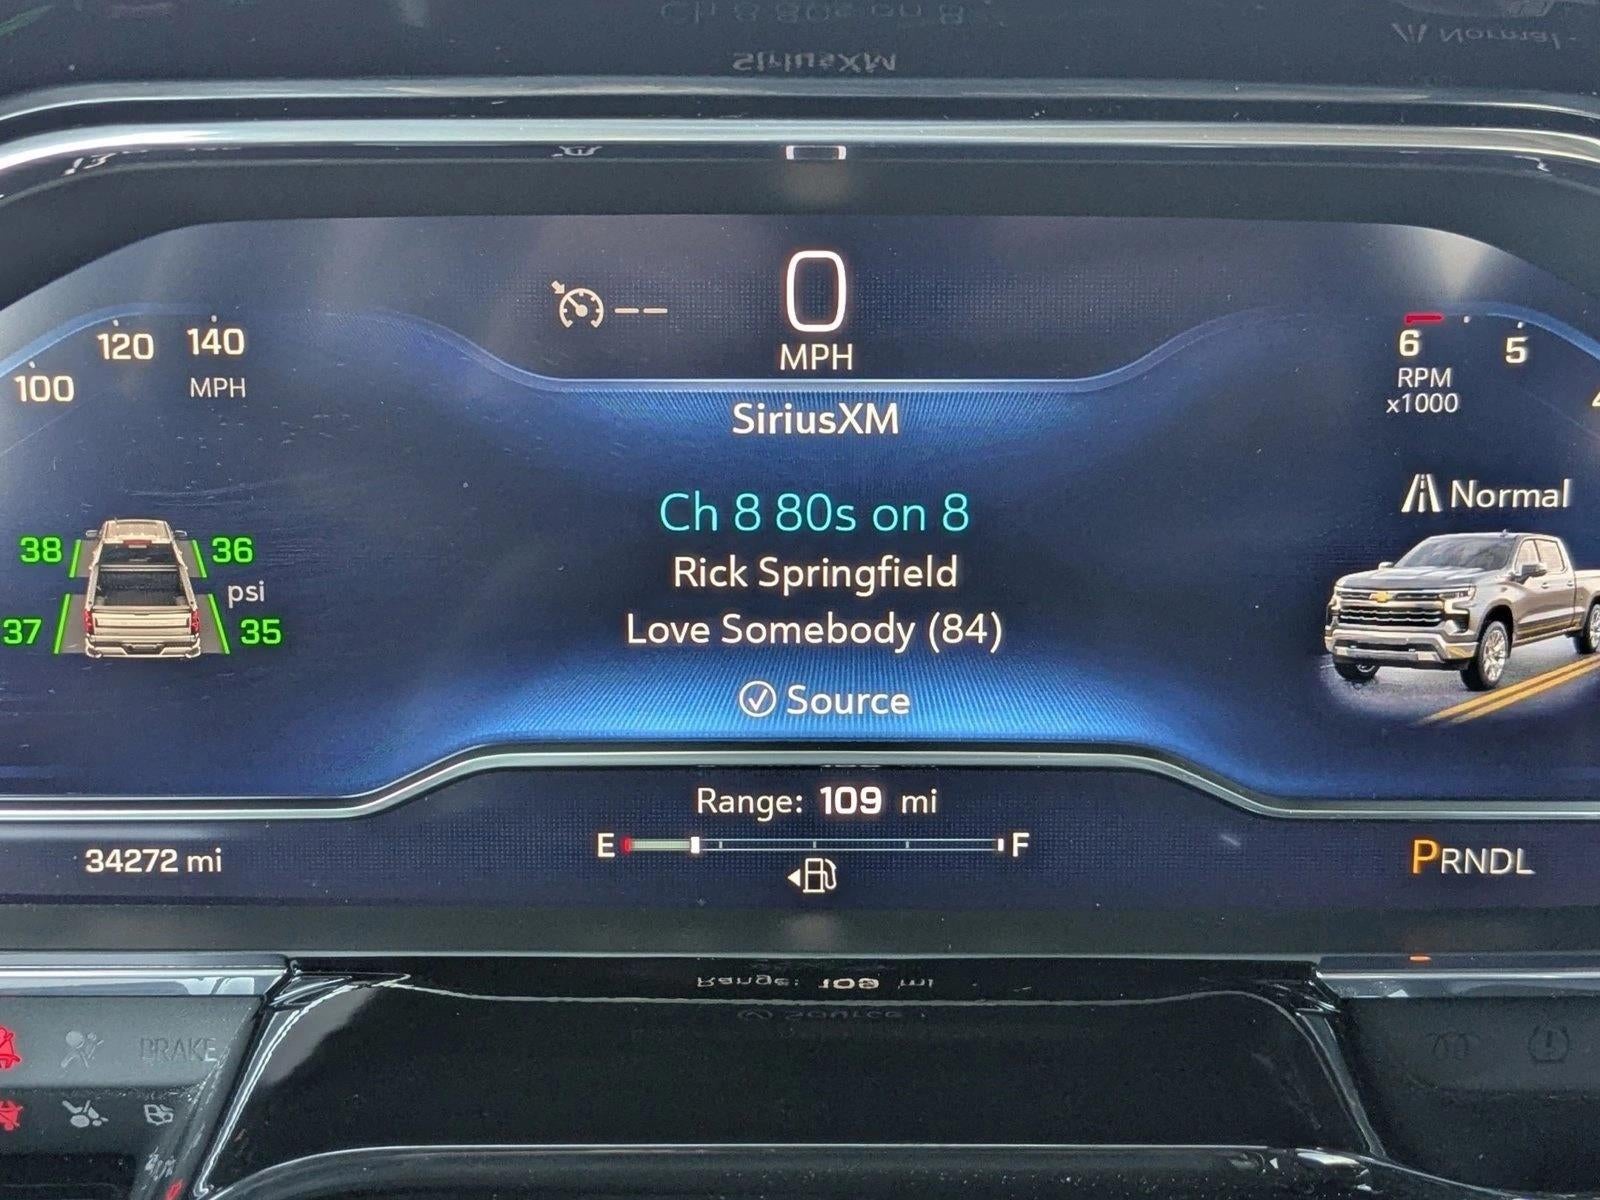 0
MPH
100 120 140
MPH
6 5
RPM
x1000
SiriusXM
Ch 8 80s on 8
Rick Springfield
Love Somebody (84)
Source
Normal
38 36
psi
37 35
Range: 109 mi
E F
34272 mi
PRNDL
BRAKE